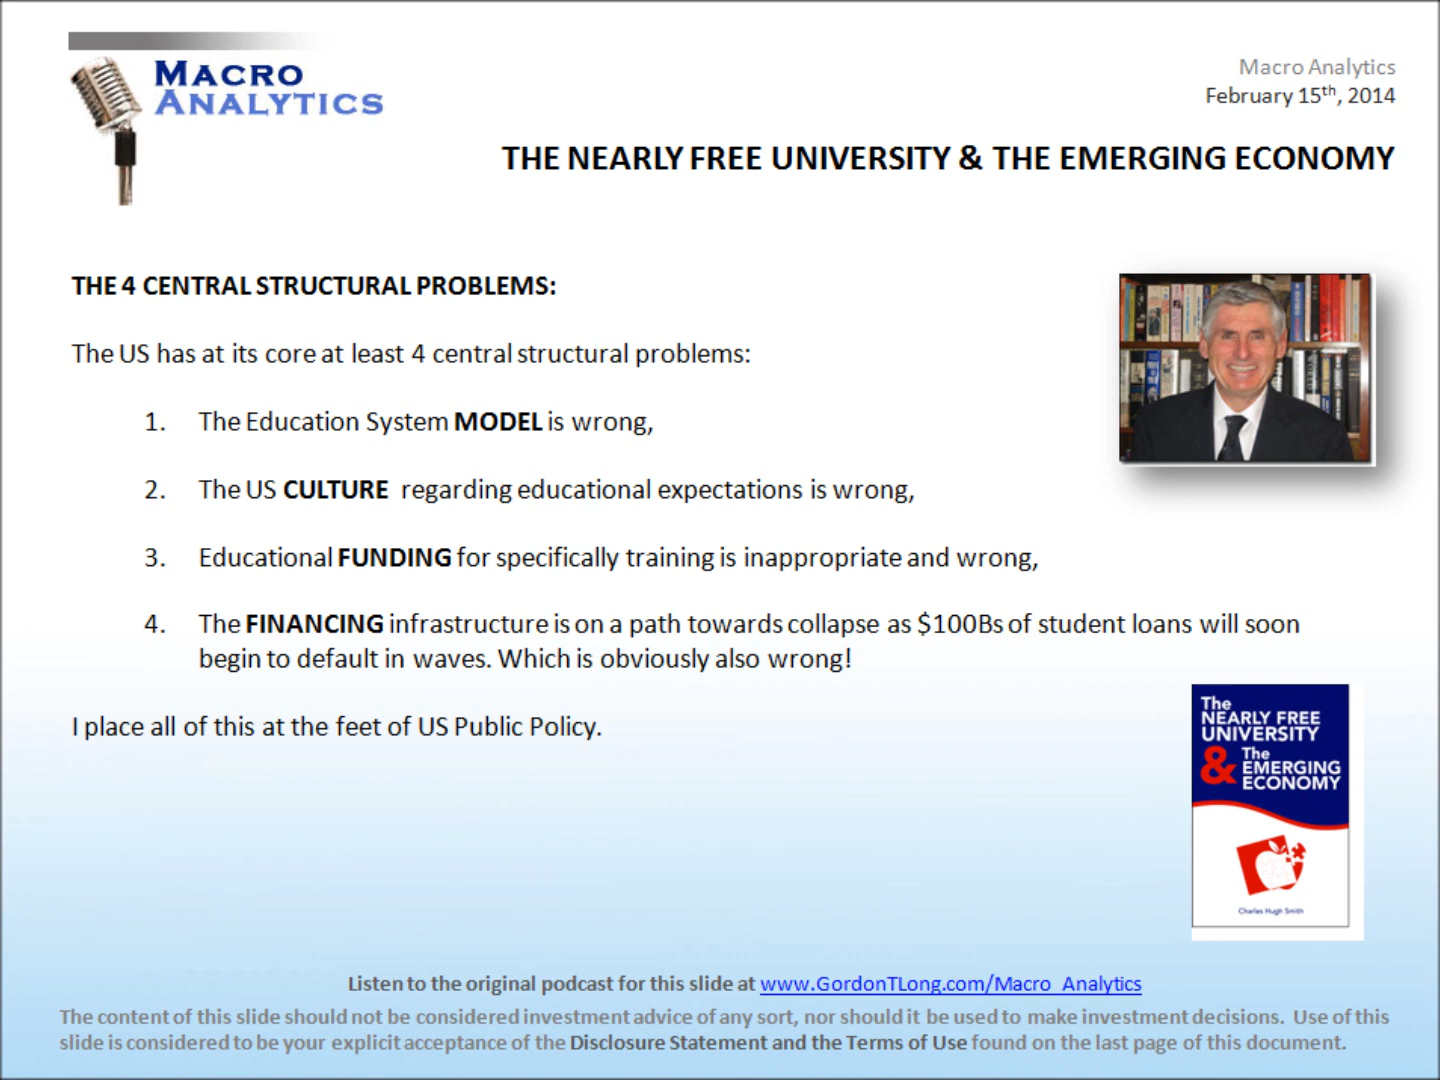 MACRO
ANALYTICS
Macro Analytics
February 15th, 2014
THE NEARLY FREE UNIVERSITY & THE EMERGING ECONOMY
THE 4 CENTRAL STRUCTURAL PROBLEMS:
The US has at its core at least 4 central structural problems:
1. The Education System MODEL is wrong,
2. The US CULTURE regarding educational expectations is wrong,
3. Educational FUNDING for specifically training is inappropriate and wrong,
4. The FINANCING infrastructure is on a path towards collapse as $100Bs of student loans will soon
begin to default in waves. Which is obviously also wrong!
I place all of this at the feet of US Public Policy.
The
NEARLY FREE
UNIVERSITY
& The
EMERGING
ECONOMY
Charles Hugh Smith
Listen to the original podcast for this slide at www.GordonTLong.com/Macro_Analytics
The content of this slide should not be considered investment advice of any sort, nor should it be used to make investment decisions. Use of this
slide is considered to be your explicit acceptance of the Disclosure Statement and the Terms of Use found on the last page of this document.